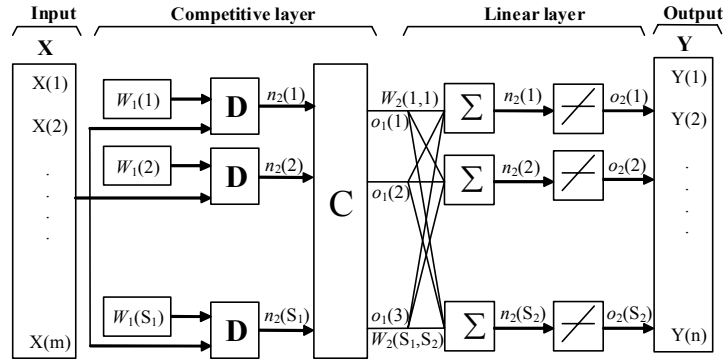 Input Competitive layer Linear layer Output
X Y
X(1) Y(1)
W₁(1) D n₂(1) W₂(1,1) Σ n₂(1) o₂(1)
X(2) o₁(1) Y(2)
W₁(2) D n₂(2) Σ n₂(2) o₂(2)
C o₁(2)
W₁(S₁) D n₂(S₁) o₁(3) Σ n₂(S₂) o₂(S₂)
X(m) W₂(S₁,S₂) Y(n)